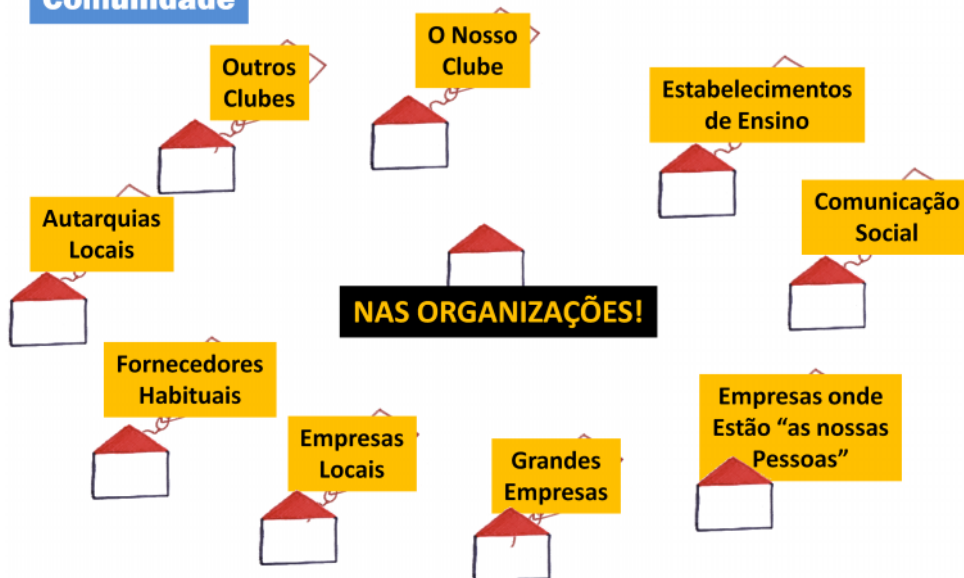 Comunidade
O Nosso
Clube
Outros
Clubes
Estabelecimentos
de Ensino
Autarquias
Locais
Comunicação
Social
NAS ORGANIZAÇÕES!
Fornecedores
Habituais
Empresas onde
Estão “as nossas
Pessoas”
Empresas
Locais
Grandes
Empresas